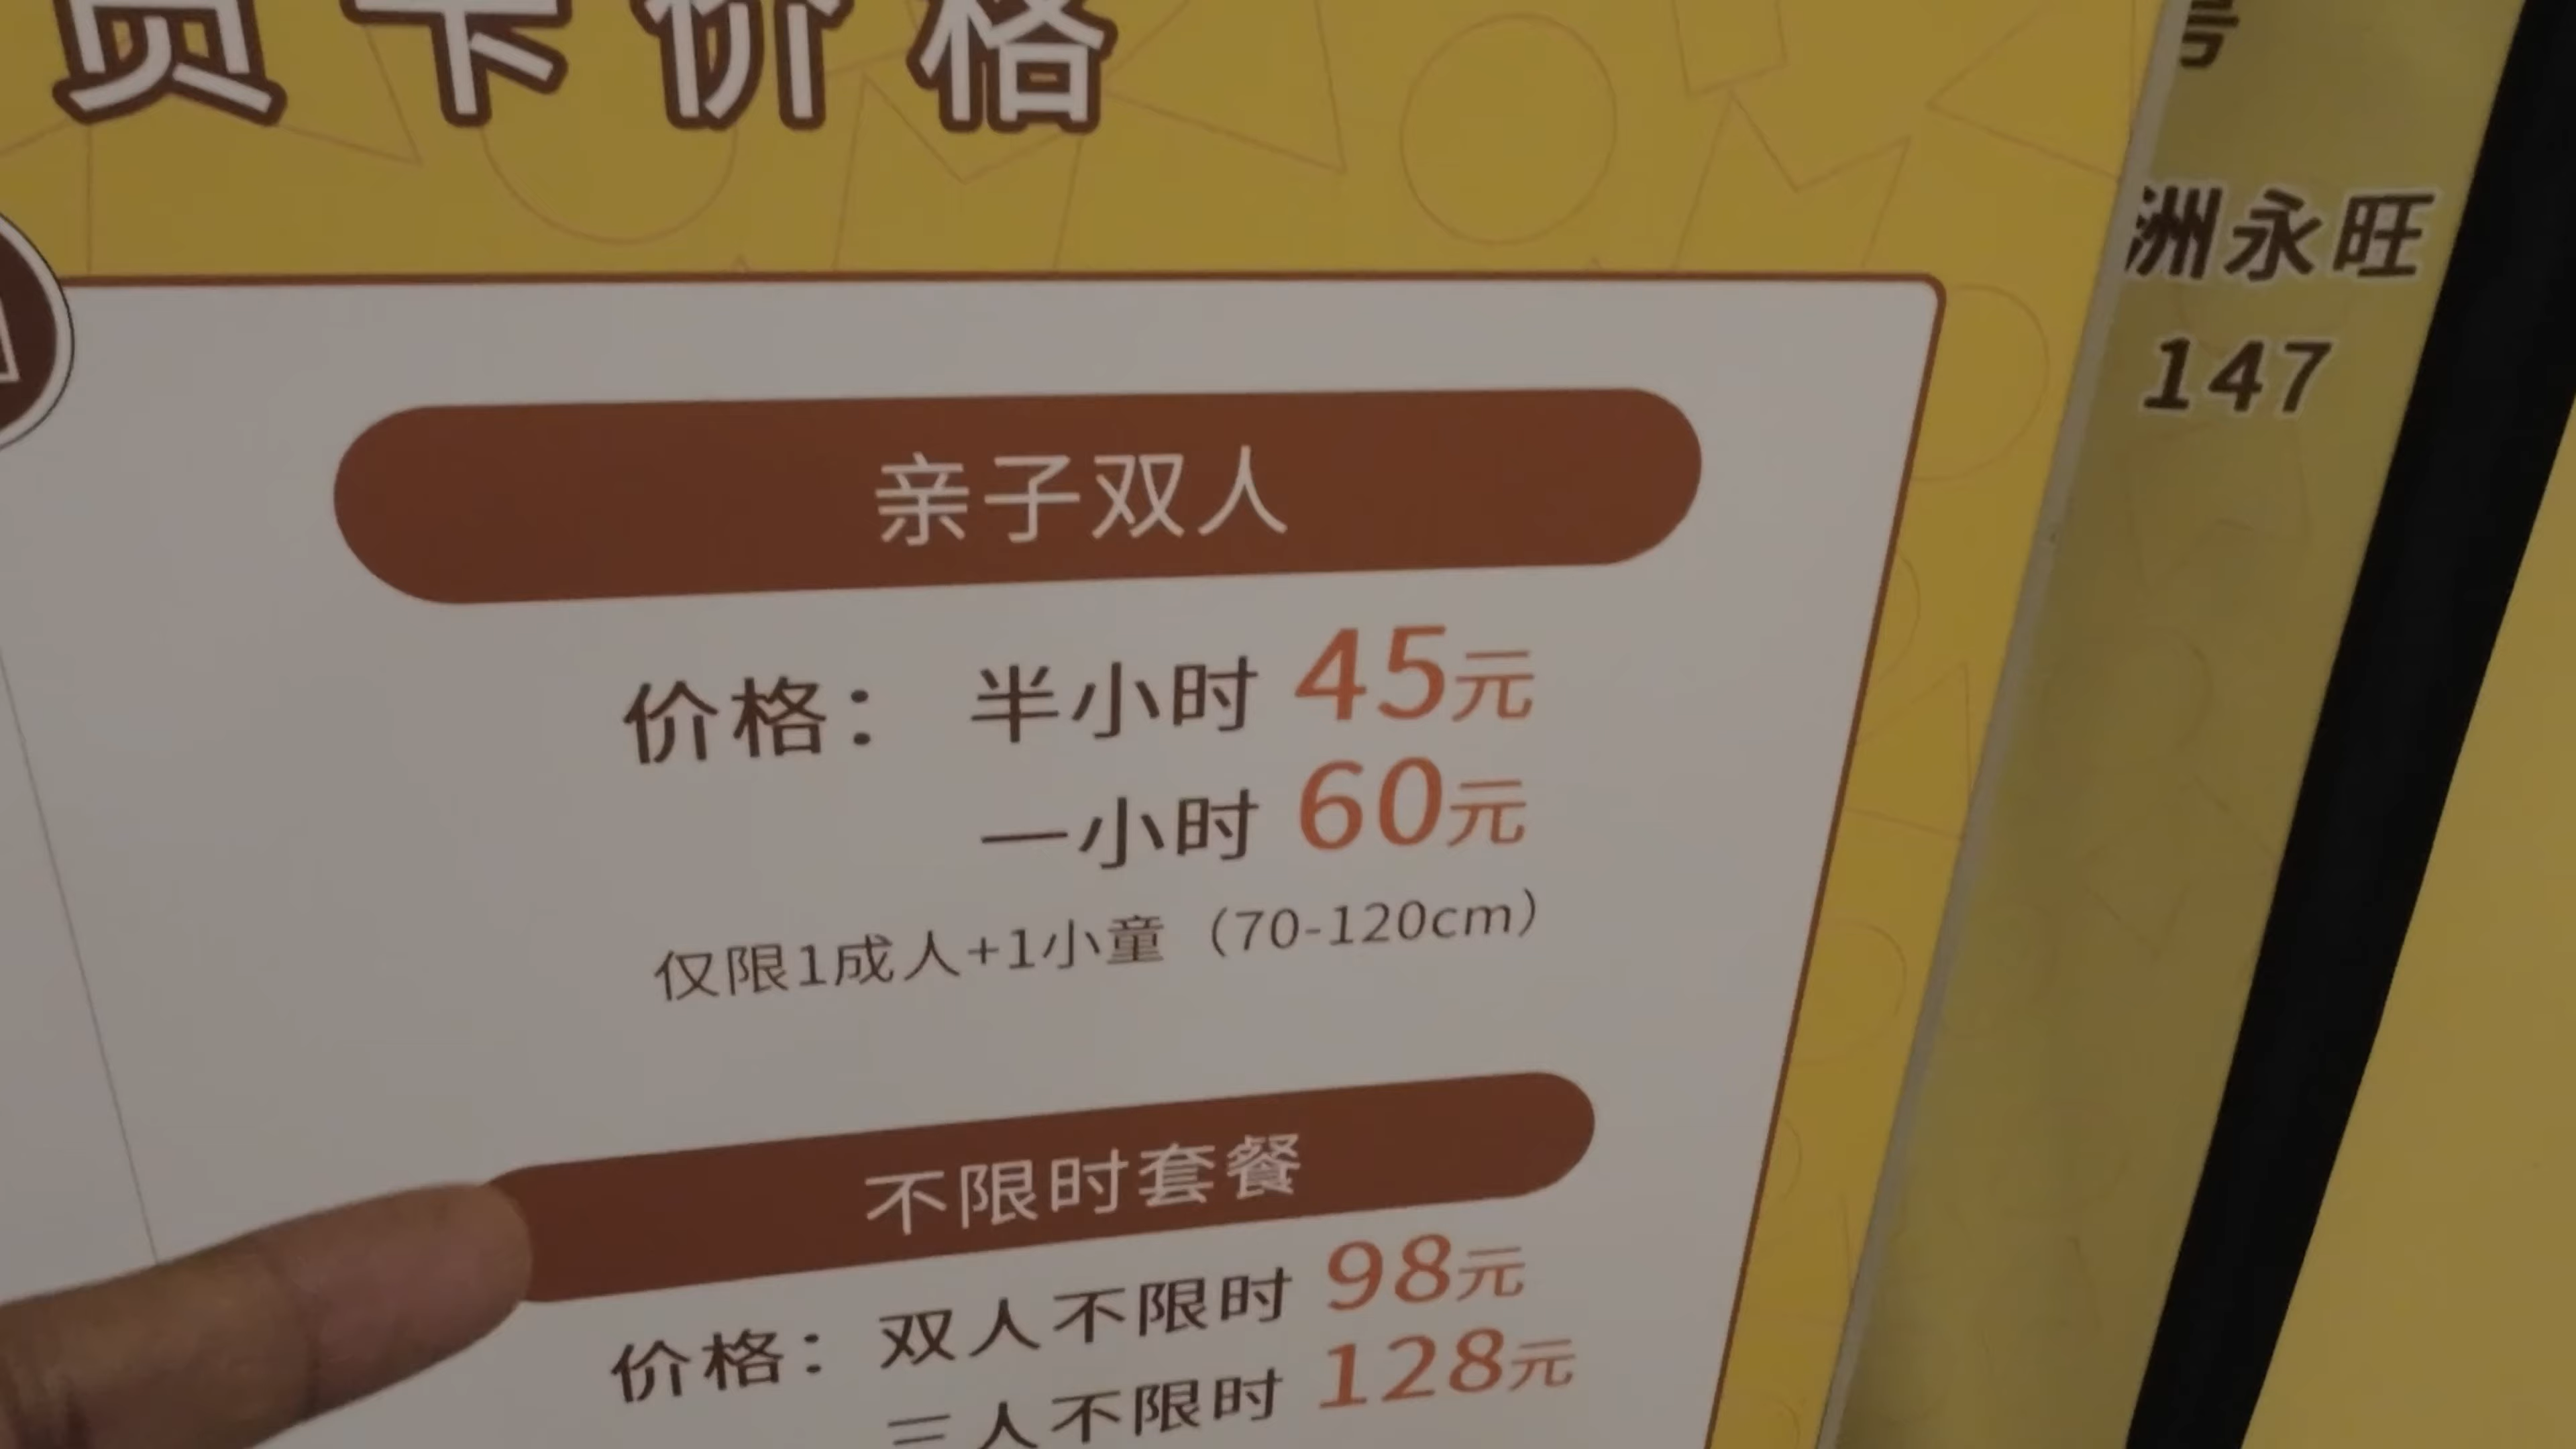 员卡价格
洲永旺
147
亲子双人
价格： 半小时 45元
一小时 60元
仅限1成人+1小童（70-120cm）
不限时套餐
价格：双人不限时 98元
三人不限时 128元